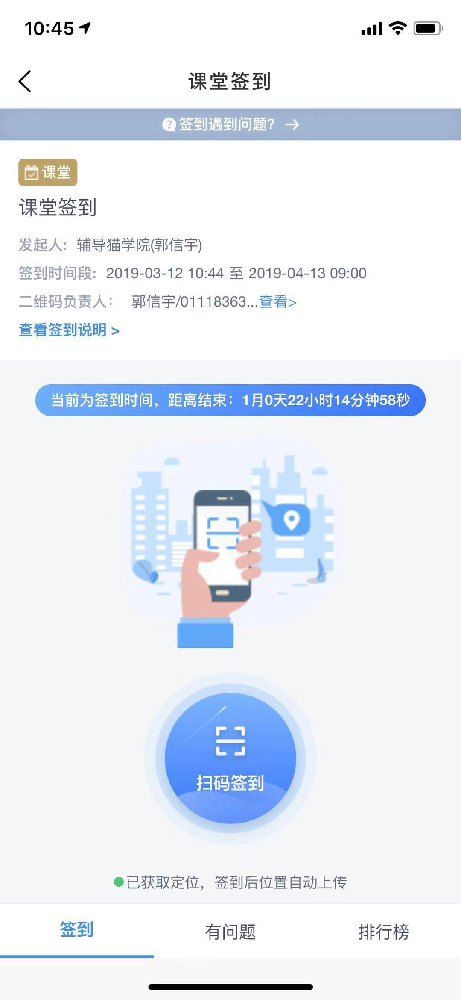 10:45
课堂签到
签到遇到问题? →
课堂
课堂签到
发起人: 辅导猫学院(郭信宇)
签到时间段: 2019-03-12 10:44 至 2019-04-13 09:00
二维码负责人: 郭信宇/01118363...查看>
查看签到说明 >
当前为签到时间，距离结束：1月0天22小时14分钟58秒
扫码签到
已获取定位，签到后位置自动上传
签到 有问题 排行榜